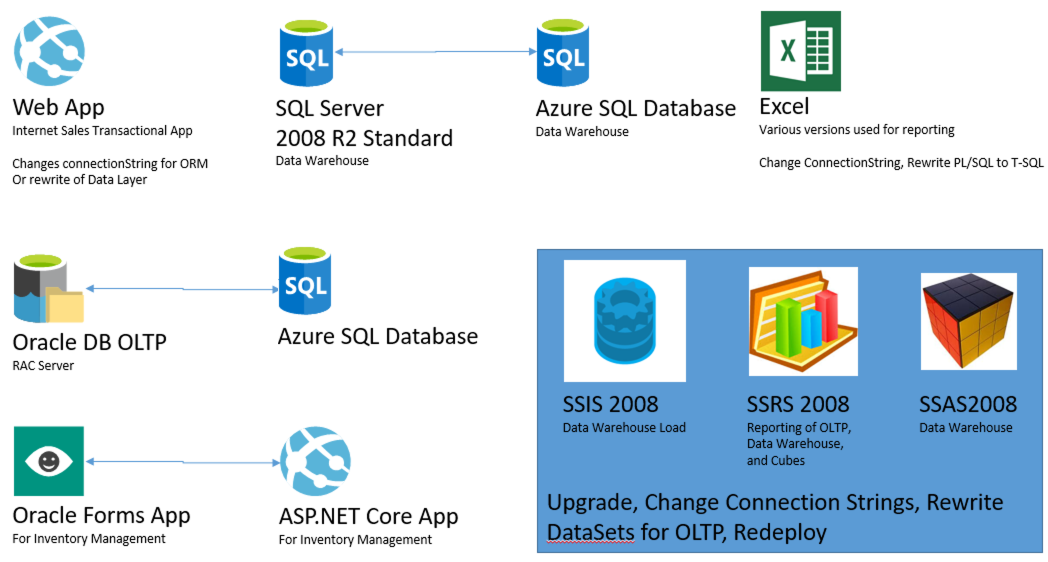 SQL
SQL
X
Web App
Internet Sales Transactional App
Changes connectionString for ORM
Or rewrite of Data Layer
SQL Server
2008 R2 Standard
Data Warehouse
Azure SQL Database
Data Warehouse
Excel
Various versions used for reporting
Change ConnectionString, Rewrite PL/SQL to T-SQL
SQL
Oracle DB OLTP
RAC Server
Azure SQL Database
Oracle Forms App
For Inventory Management
ASP.NET Core App
For Inventory Management
SSIS 2008
Data Warehouse Load
SSRS 2008
Reporting of OLTP,
Data Warehouse,
and Cubes
SSAS2008
Data Warehouse
Upgrade, Change Connection Strings, Rewrite
DataSets for OLTP, Redeploy